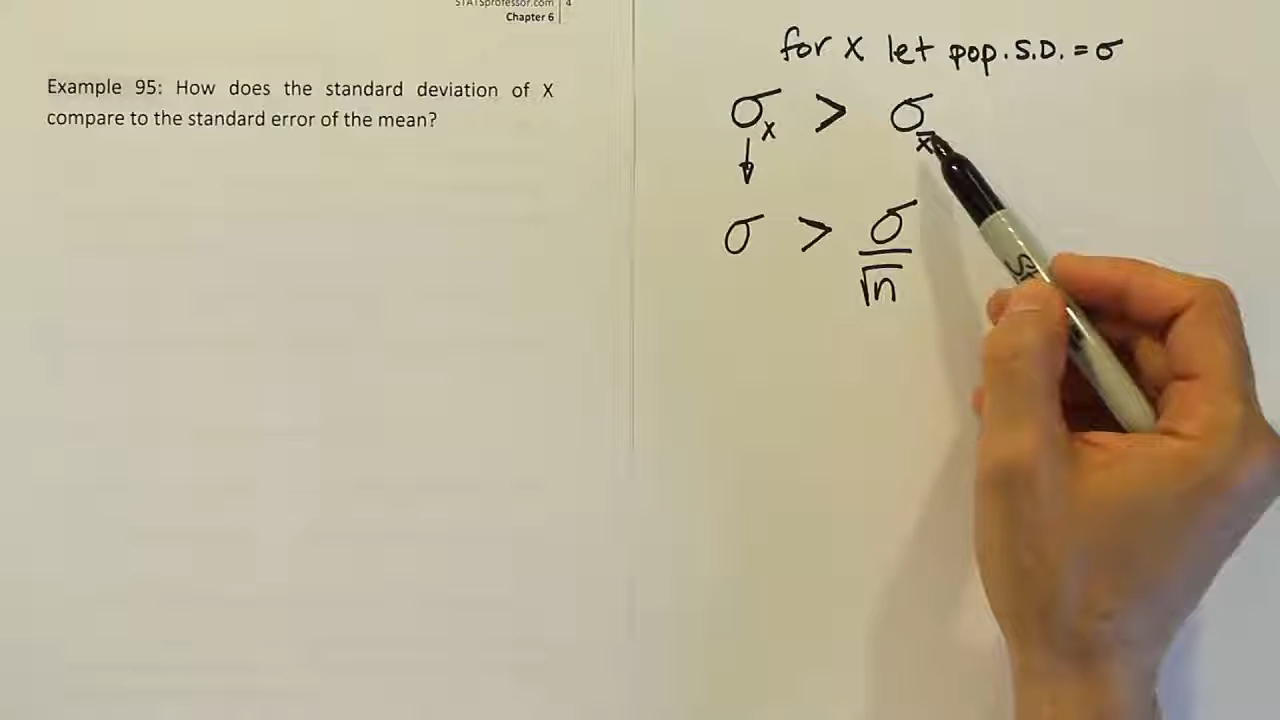 STATSprofessor.com | 4
Chapter 6
Example 95: How does the standard deviation of X
compare to the standard error of the mean?
for x let pop. S.D. = σ
σₓ > σ_x̄
↓
σ > σ/√n